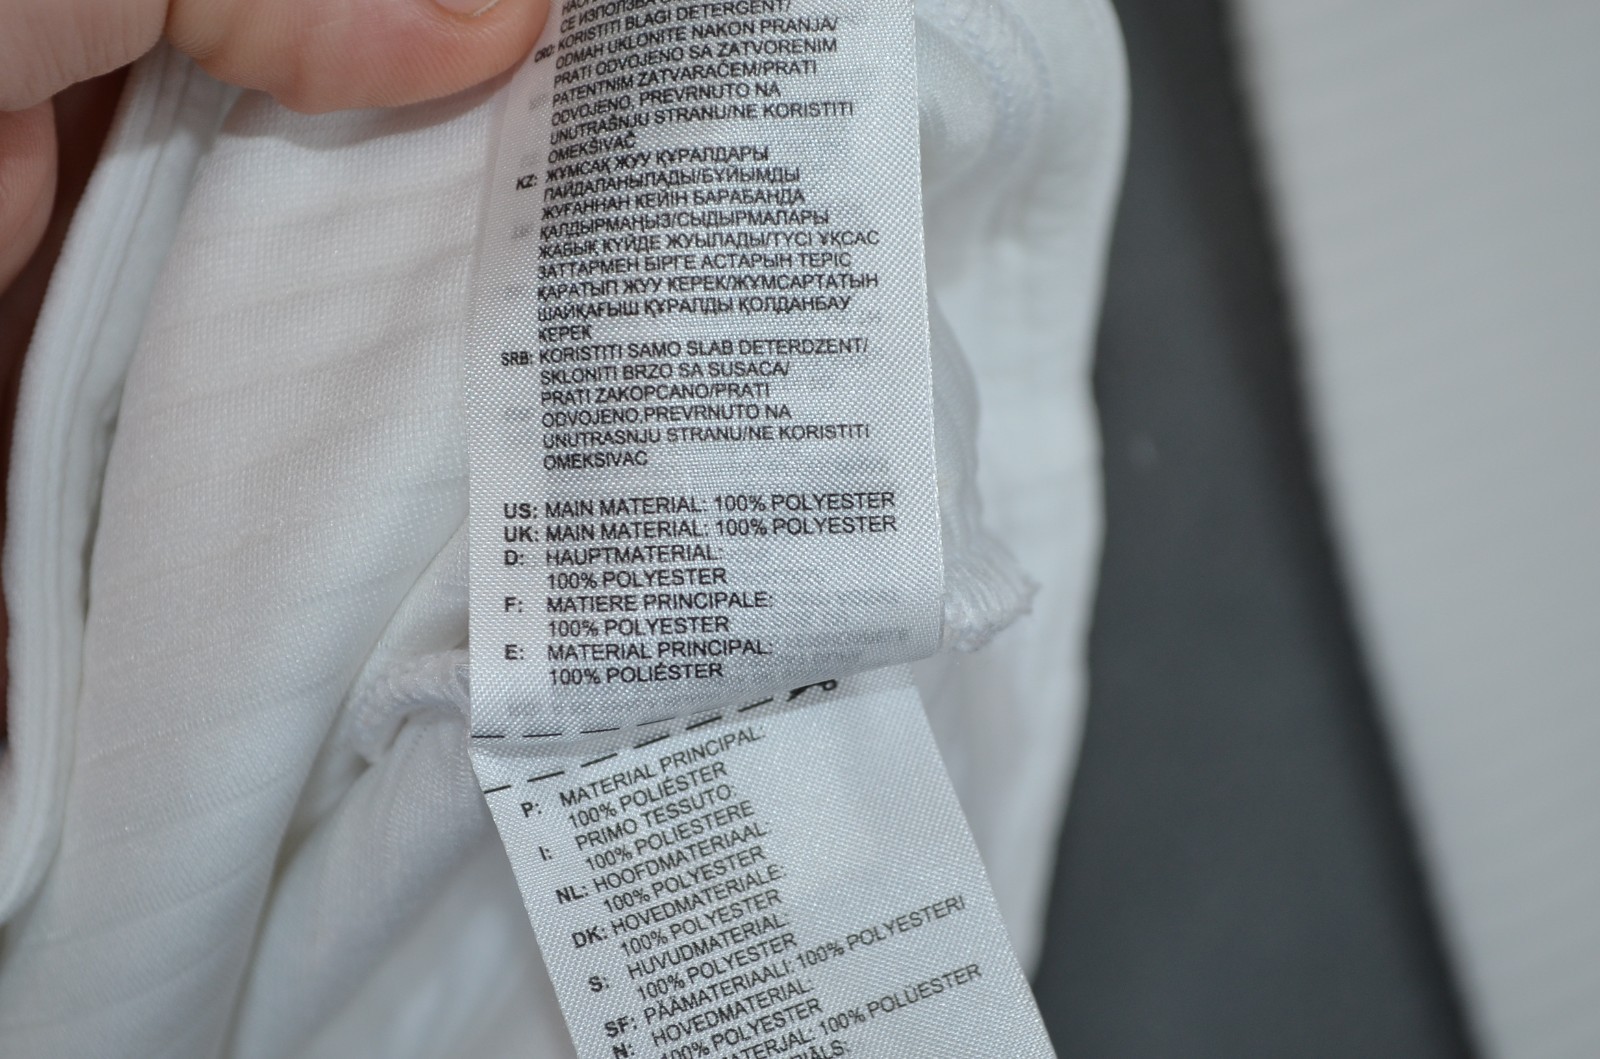 СЕ ИЗПОЛЗВА
CRO: KORISTITI BLAGI DETERGENT/
ODMAH UKLONITE NAKON PRANJA/
PRATI ODVOJENO SA ZATVORENIM
PATENTNIM ZATVARAČEM/PRATI
ODVOJENO, PREVRNUTO NA
UNUTRAŠNJU STRANU/NE KORISTITI
OMEKŠIVAČ
KZ: ЖҰМСАҚ ЖУУ ҚҰРАЛДАРЫ
ПАЙДАЛАНЫЛАДЫ/БҰЙЫМДЫ
ЖУҒАННАН КЕЙІН БАРАБАНДА
ҚАЛДЫРМАҢЫЗ/СЫДЫРМАЛАРЫ
ЖАБЫҚ КҮЙДЕ ЖУЫЛАДЫ/ТҮСІ ҰҚСАС
ЗАТТАРМЕН БІРГЕ АСТАРЫН ТЕРІС
ҚАРАТЫП ЖУУ КЕРЕК/ЖҰМСАРТАТЫН
ШАЙҚАҒЫШ ҚҰРАЛДЫ ҚОЛДАНБАУ
КЕРЕК
SRB: KORISTITI SAMO SLAB DETERDZENT/
SKLONITI BRZO SA SUSACA/
PRATI ZAKOPCANO/PRATI
ODVOJENO,PREVRNUTO NA
UNUTRASNJU STRANU/NE KORISTITI
OMEKSIVAC
US: MAIN MATERIAL: 100% POLYESTER
UK: MAIN MATERIAL: 100% POLYESTER
D: HAUPTMATERIAL:
100% POLYESTER
F: MATIERE PRINCIPALE:
100% POLYESTER
E: MATERIAL PRINCIPAL:
100% POLIÉSTER
P: MATERIAL PRINCIPAL:
100% POLIÉSTER
I: PRIMO TESSUTO:
100% POLIESTERE
NL: HOOFDMATERIAAL:
100% POLYESTER
DK: HOVEDMATERIALE:
100% POLYESTER
S: HUVUDMATERIAL:
100% POLYESTER
SF: PÄÄMATERIAALI: 100% POLYESTERI
N: HOVEDMATERIAL:
100% POLYESTER
TERJAL: 100% POLÜESTER